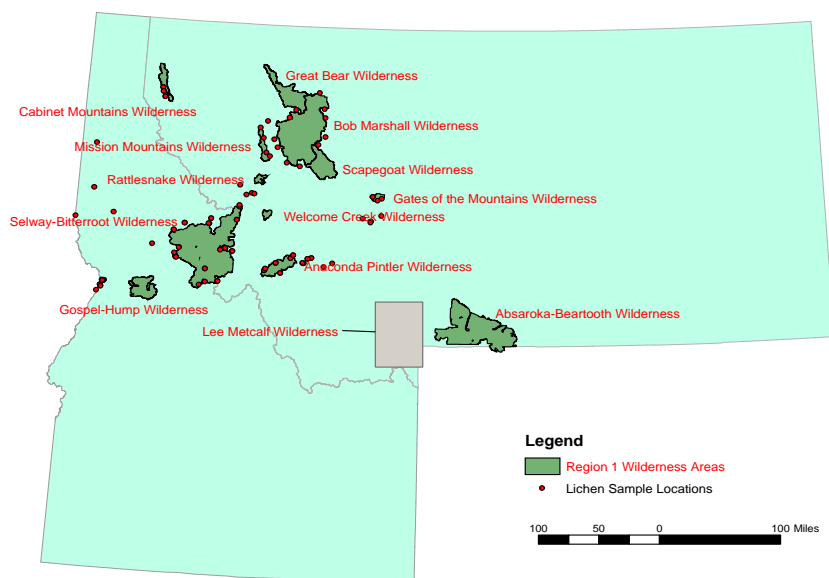 Great Bear Wilderness
Cabinet Mountains Wilderness
Bob Marshall Wilderness
Mission Mountains Wilderness
Scapegoat Wilderness
Rattlesnake Wilderness
Gates of the Mountains Wilderness
Selway-Bitterroot Wilderness
Welcome Creek Wilderness
Anaconda Pintler Wilderness
Gospel-Hump Wilderness
Absaroka-Beartooth Wilderness
Lee Metcalf Wilderness
Legend
Region 1 Wilderness Areas
Lichen Sample Locations
100 50 0 100 Miles